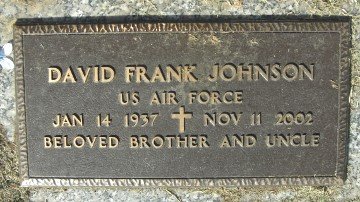 DAVID FRANK JOHNSON
US AIR FORCE
JAN 14 1937 ✝ NOV 11 2002
BELOVED BROTHER AND UNCLE